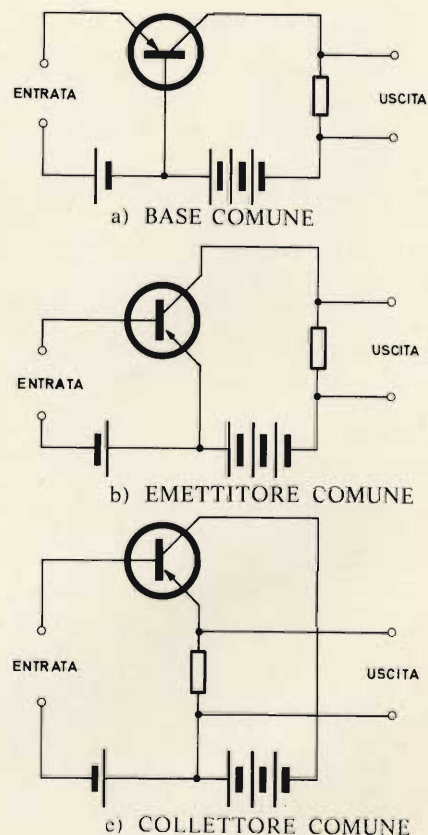 ENTRATA
USCITA
a) BASE COMUNE
ENTRATA
USCITA
b) EMETTITORE COMUNE
ENTRATA
USCITA
c) COLLETTORE COMUNE